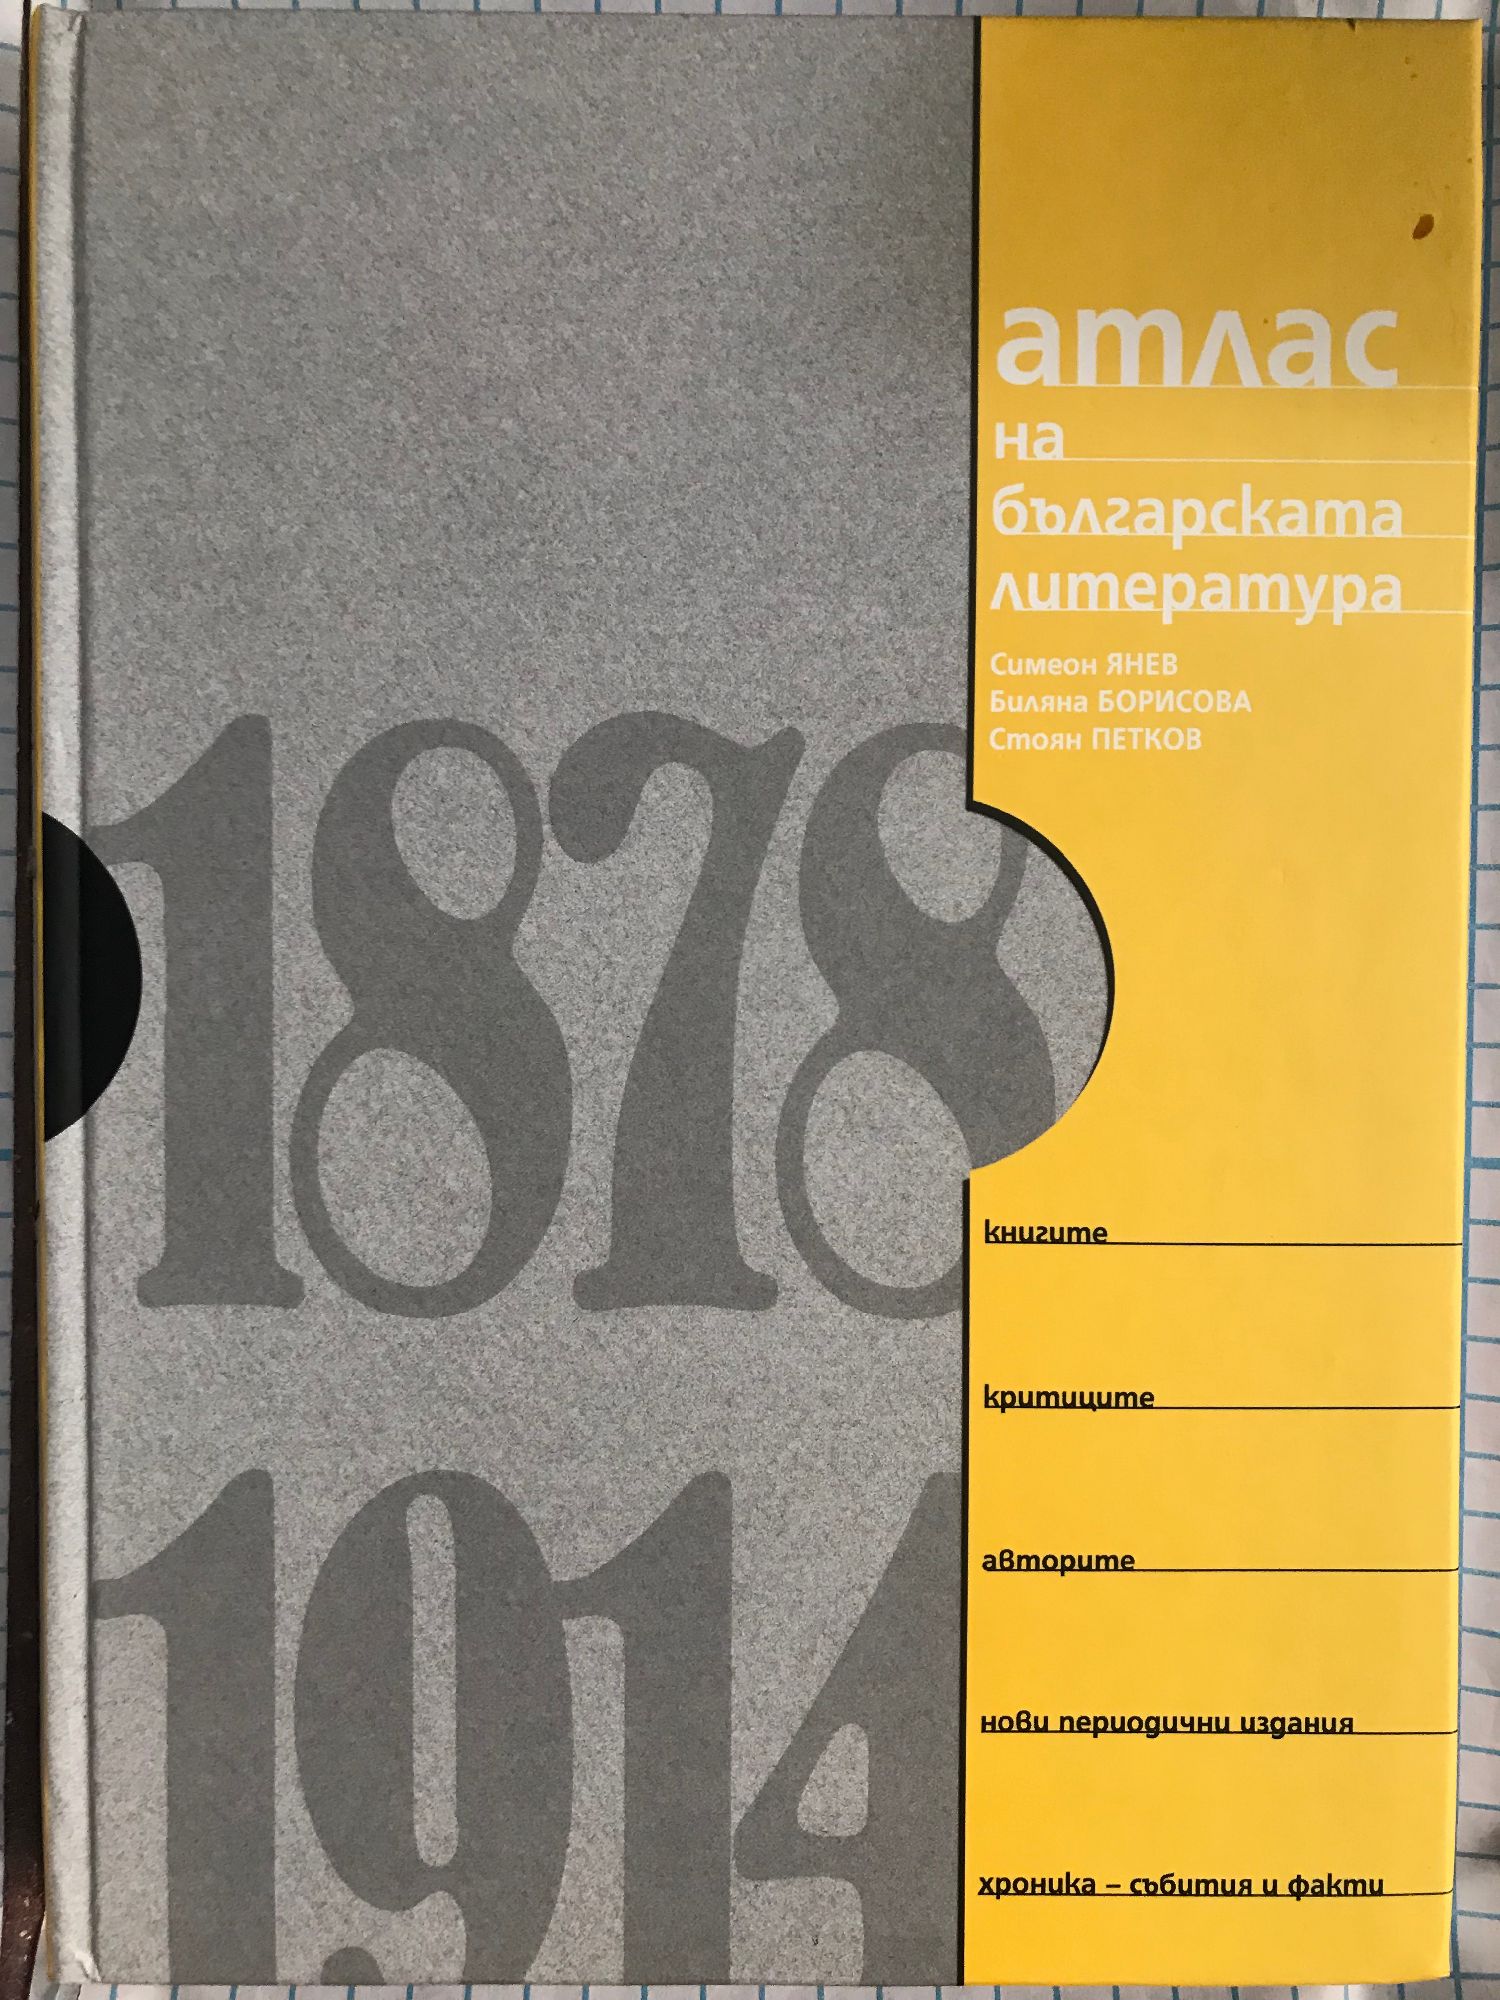 атлас
на
българската
литература
Симеон ЯНЕВ
Биляна БОРИСОВА
Стоян ПЕТКОВ
1878
1914
книгите
критиците
авторите
нови периодични издания
хроника – събития и факти